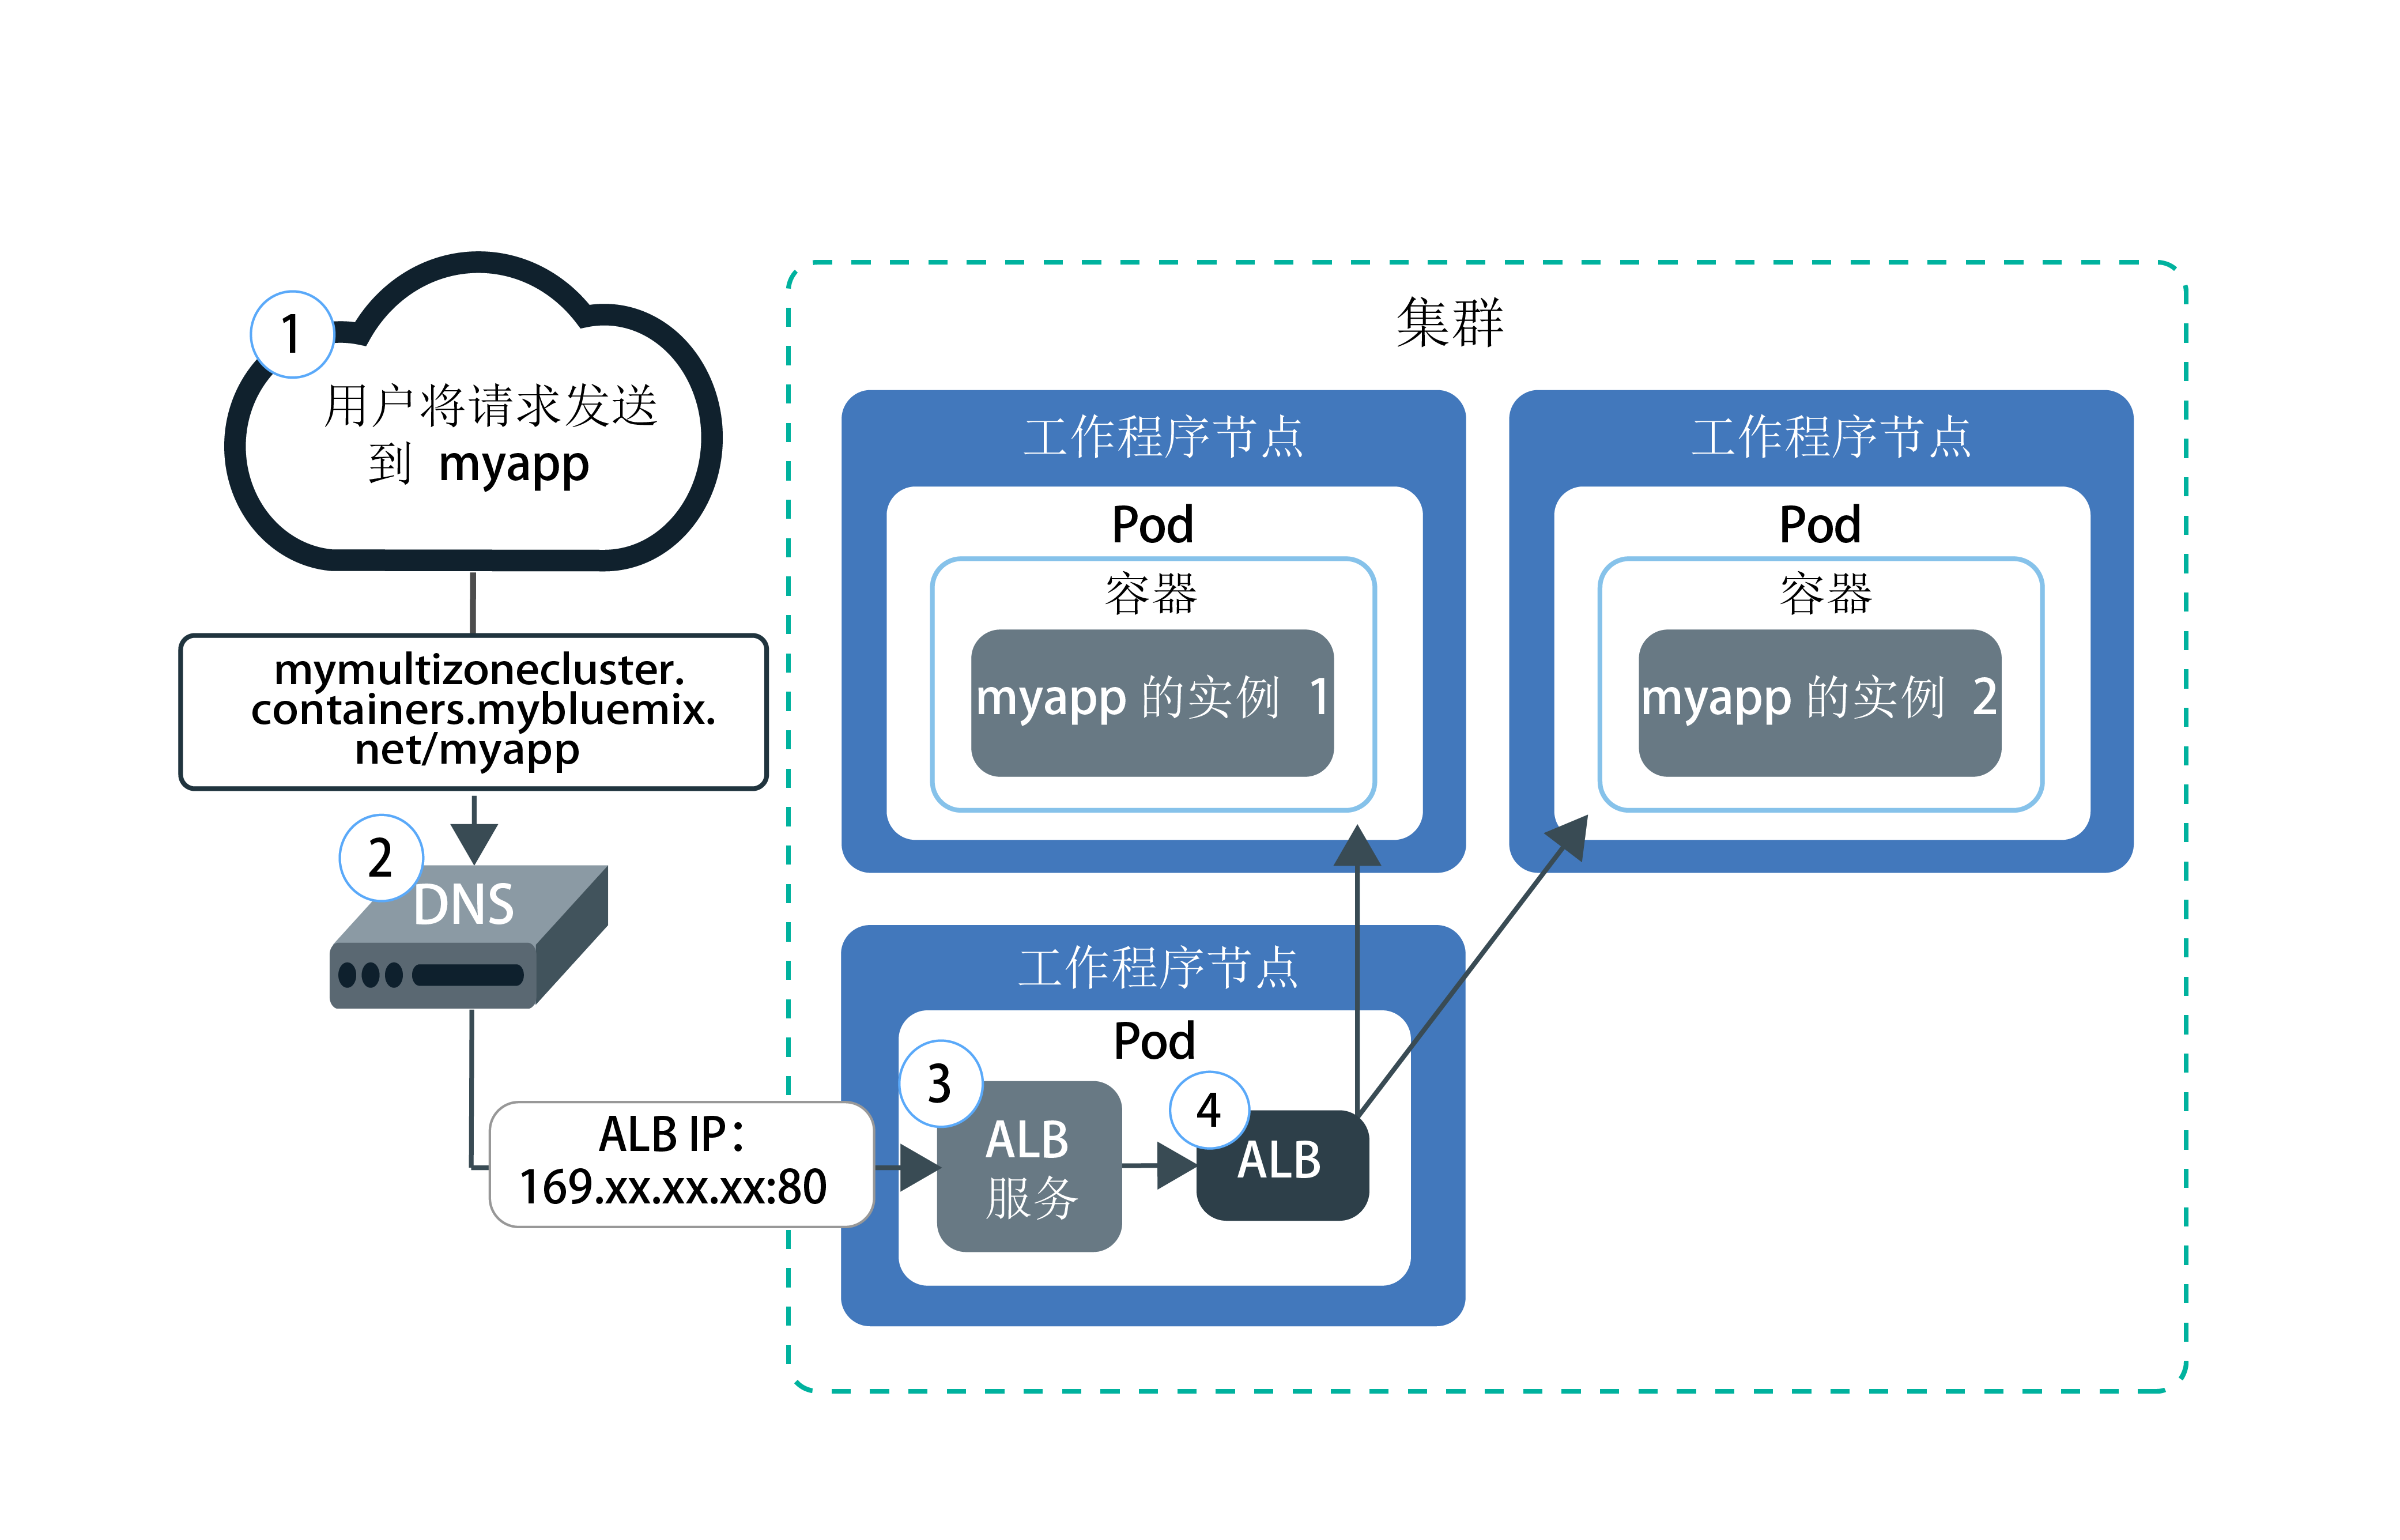 1
用户将请求发送
到 myapp
mymultizonecluster.
containers.mybluemix.
net/myapp
2
DNS
ALB IP：
169.xx.xx.xx:80
集群
工作程序节点
Pod
容器
myapp 的实例 1
工作程序节点
Pod
容器
myapp 的实例 2
工作程序节点
Pod
3
ALB
服务
4
ALB